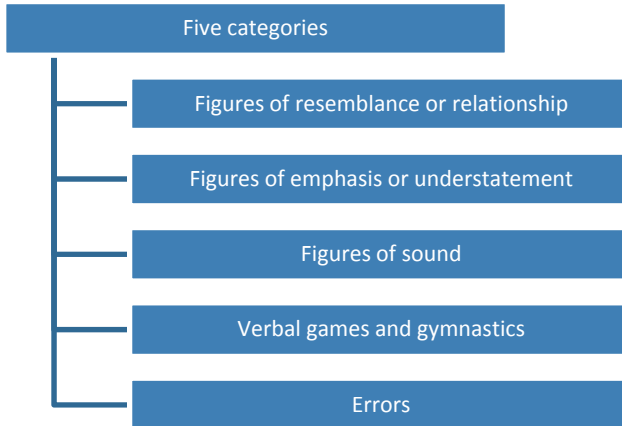 Five categories
Figures of resemblance or relationship
Figures of emphasis or understatement
Figures of sound
Verbal games and gymnastics
Errors